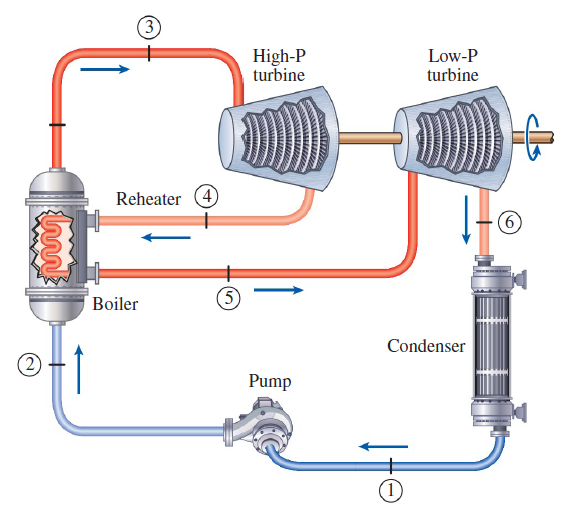 3
High-P
turbine
Low-P
turbine
Reheater
4
6
5
Boiler
Condenser
2
Pump
1